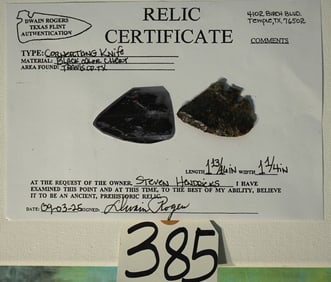 DWAIN ROGERS
TEXAS FLINT
AUTHENTICATION
RELIC
CERTIFICATE
4102 BIRDI BLVD.
Temple, TX 76502
COMMENTS
TYPE: CORNERTANG KNIFE
MATERIAL: BLACK COLOR CHERT
AREA FOUND: TRAVIS CO. TX
LENGTH 1 13/16 in WIDTH 1 1/4 in
AT THE REQUEST OF THE OWNER STEVEN HENDRICKS I HAVE
EXAMINED THIS POINT AND AT THIS TIME, TO THE BEST OF MY ABILITY, BELIEVE
IT TO BE AN ANCIENT, PREHISTORIC RELIC.
DATE: 09-03-25 SIGNED. Dwain Rogers
385